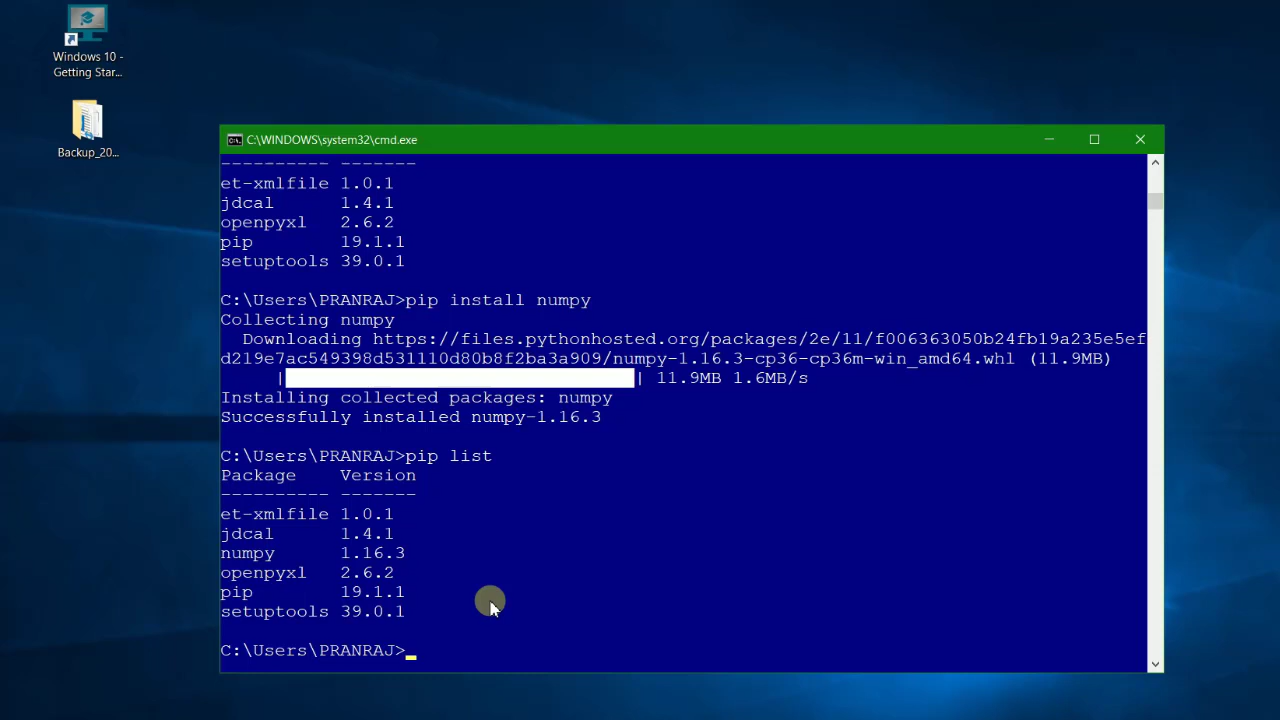 Windows 10 -
Getting Star...
Backup_20...
C:\WINDOWS\system32\cmd.exe
---------- -------
et-xmlfile 1.0.1
jdcal      1.4.1
openpyxl   2.6.2
pip        19.1.1
setuptools 39.0.1
C:\Users\PRANRAJ>pip install numpy
Collecting numpy
  Downloading https://files.pythonhosted.org/packages/2e/11/f006363050b24fb19a235e5ef
d219e7ac549398d531110d80b8f2ba3a909/numpy-1.16.3-cp36-cp36m-win_amd64.whl (11.9MB)
| | 11.9MB 1.6MB/s
Installing collected packages: numpy
Successfully installed numpy-1.16.3
C:\Users\PRANRAJ>pip list
Package    Version
---------- -------
et-xmlfile 1.0.1
jdcal      1.4.1
numpy      1.16.3
openpyxl   2.6.2
pip        19.1.1
setuptools 39.0.1
C:\Users\PRANRAJ>